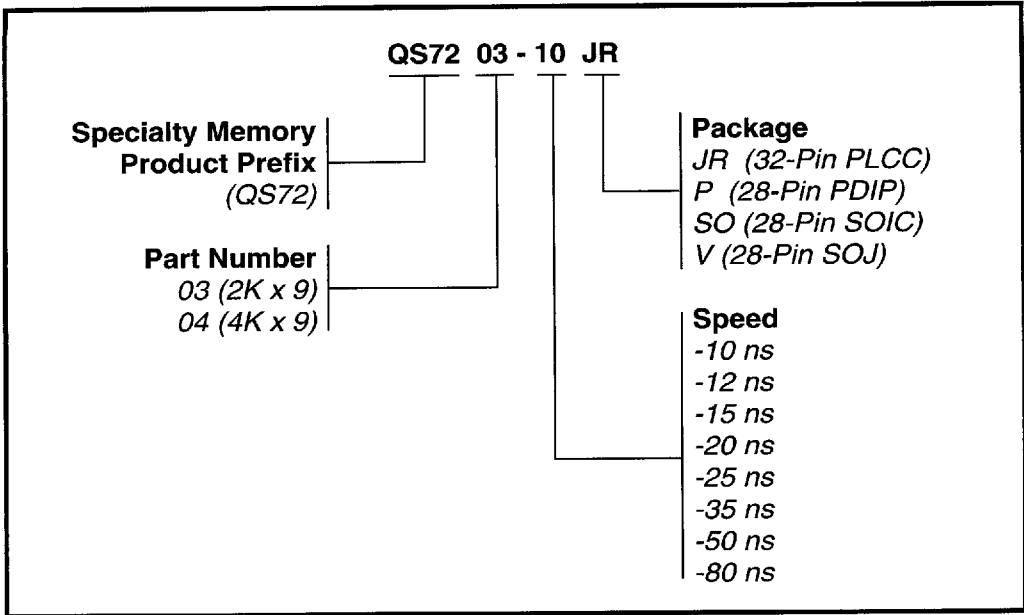 QS72 03 - 10 JR
Specialty Memory
Product Prefix
(QS72)
Part Number
03 (2K x 9)
04 (4K x 9)
Package
JR (32-Pin PLCC)
P (28-Pin PDIP)
SO (28-Pin SOIC)
V (28-Pin SOJ)
Speed
-10 ns
-12 ns
-15 ns
-20 ns
-25 ns
-35 ns
-50 ns
-80 ns